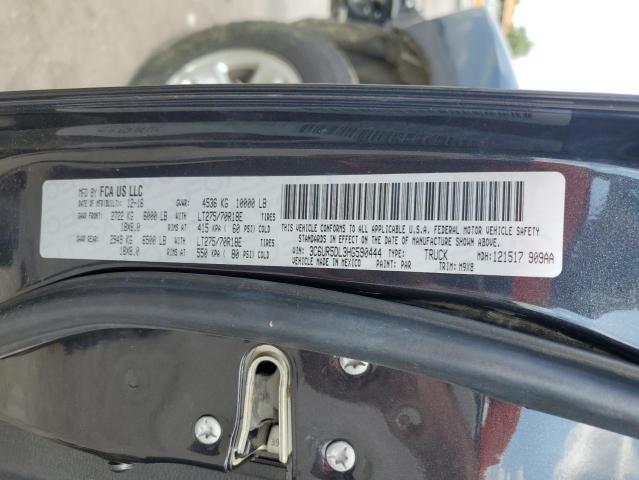 MFD BY FCA US LLC
DATE OF MFR(BUILT): 12-16 GVWR: 4536 KG 10000 LB
GAWR FRONT: 2722 KG 6000 LB WITH LT275/70R18E TIRES
18X8.0 RIMS AT 415 KPA ( 60 PSI) COLD
GAWR REAR: 2949 KG 6500 LB WITH LT275/70R18E TIRES
18X8.0 RIMS AT 550 KPA ( 80 PSI) COLD
THIS VEHICLE CONFORMS TO ALL APPLICABLE U.S.A. FEDERAL MOTOR VEHICLE SAFETY
STANDARDS IN EFFECT ON THE DATE OF MANUFACTURE SHOWN ABOVE.
VIN: 3C6UR5DL3HG590444 TYPE: TRUCK MDH: 121517 909AA
VEHICLE MADE IN MEXICO PAINT: PAR TRIM: M9X8